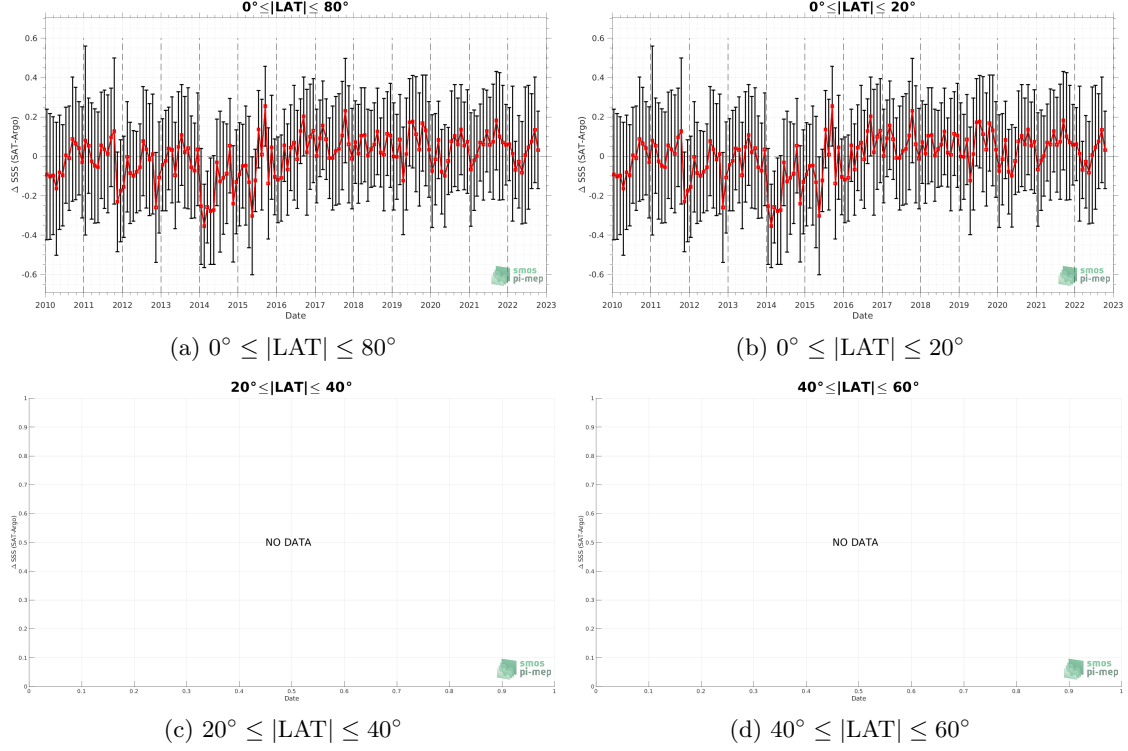 0°≤|LAT|≤ 80°
0°≤|LAT|≤ 20°
Δ SSS (SAT-Argo)
0.6
0.4
0.2
0
-0.2
-0.4
-0.6
2010 2011 2012 2013 2014 2015 2016 2017 2018 2019 2020 2021 2022 2023
Date
smos
pi-mep
Δ SSS (SAT-Argo)
0.6
0.4
0.2
0
-0.2
-0.4
-0.6
2010 2011 2012 2013 2014 2015 2016 2017 2018 2019 2020 2021 2022 2023
Date
smos
pi-mep
(a) 0° ≤ |LAT| ≤ 80°
(b) 0° ≤ |LAT| ≤ 20°
20°≤|LAT|≤ 40°
40°≤|LAT|≤ 60°
Δ SSS (SAT-Argo)
1
0.9
0.8
0.7
0.6
0.5
0.4
0.3
0.2
0.1
0
NO DATA
0 0.1 0.2 0.3 0.4 0.5 0.6 0.7 0.8 0.9 1
Date
smos
pi-mep
Δ SSS (SAT-Argo)
1
0.9
0.8
0.7
0.6
0.5
0.4
0.3
0.2
0.1
0
NO DATA
0 0.1 0.2 0.3 0.4 0.5 0.6 0.7 0.8 0.9 1
Date
smos
pi-mep
(c) 20° ≤ |LAT| ≤ 40°
(d) 40° ≤ |LAT| ≤ 60°